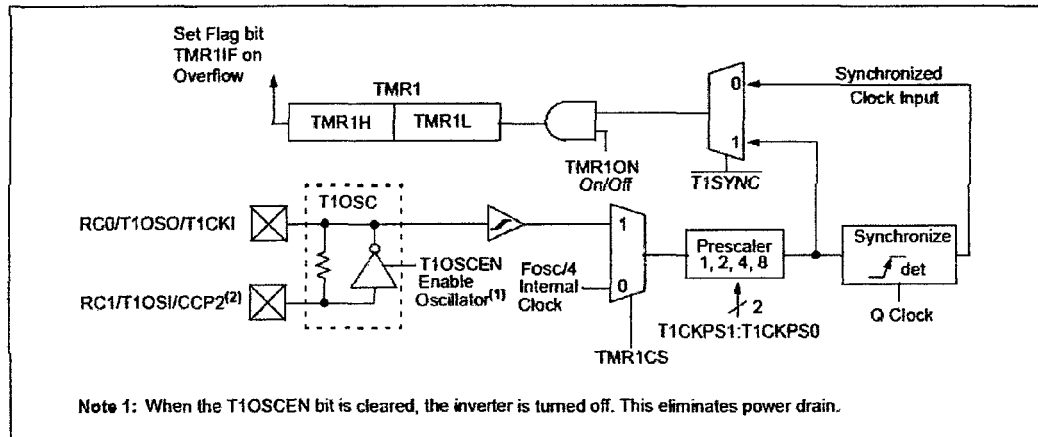 Set Flag bit
TMR1IF on
Overflow
TMR1
TMR1H
TMR1L
TMR1ON
On/Off
0
1
T1SYNC
Synchronized
Clock Input
T1OSC
RC0/T1OSO/T1CKI
RC1/T1OSI/CCP2(2)
T1OSCEN
Enable
Oscillator(1)
Fosc/4
Internal
Clock
1
0
TMR1CS
Prescaler
1, 2, 4, 8
2
T1CKPS1:T1CKPS0
Synchronize
det
Q Clock
Note 1: When the T1OSCEN bit is cleared, the inverter is turned off. This eliminates power drain.